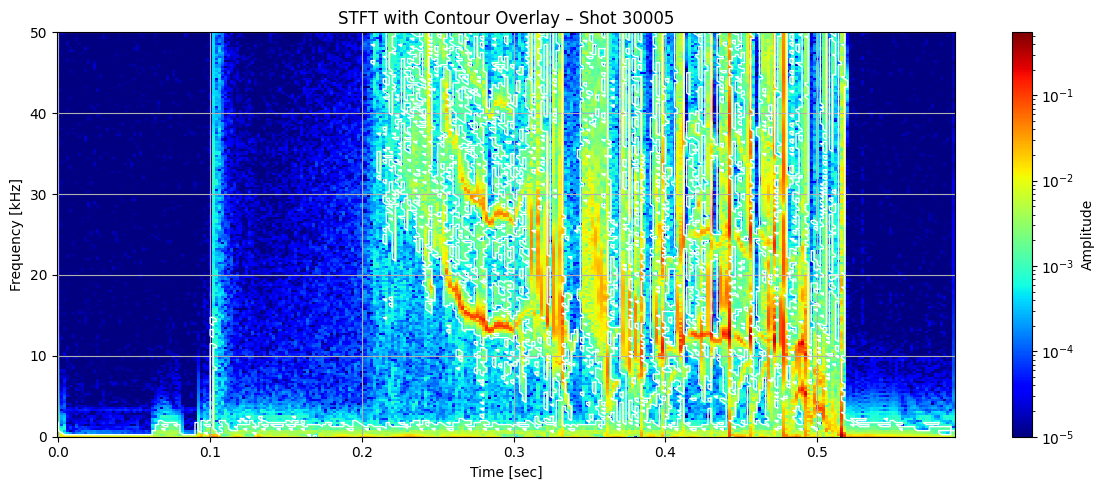 STFT with Contour Overlay – Shot 30005
Frequency [kHz]
50
40
30
20
10
0
0.0 0.1 0.2 0.3 0.4 0.5
Time [sec]
10⁻¹
10⁻²
10⁻³
10⁻⁴
10⁻⁵
Amplitude